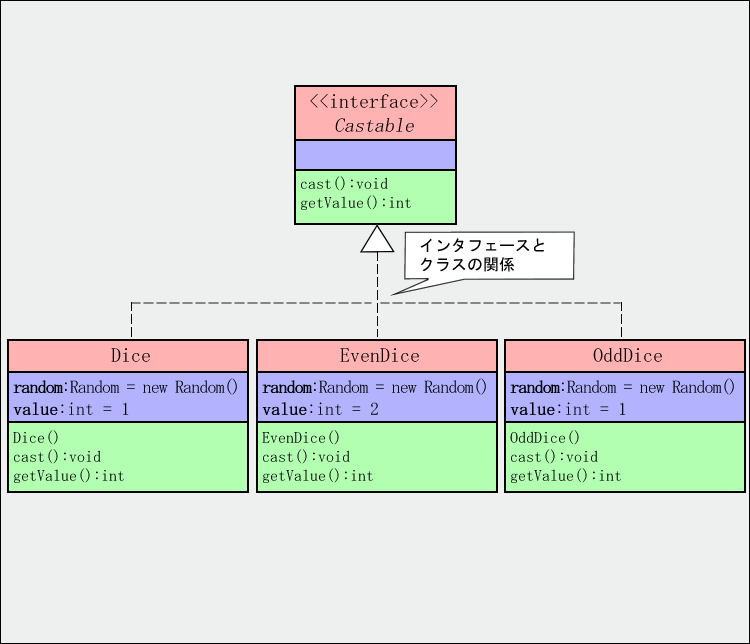 <<interface>>
Castable
cast():void
getValue():int
インタフェースと
クラスの関係
Dice
random:Random = new Random()
value:int = 1
Dice()
cast():void
getValue():int
EvenDice
random:Random = new Random()
value:int = 2
EvenDice()
cast():void
getValue():int
OddDice
random:Random = new Random()
value:int = 1
OddDice()
cast():void
getValue():int